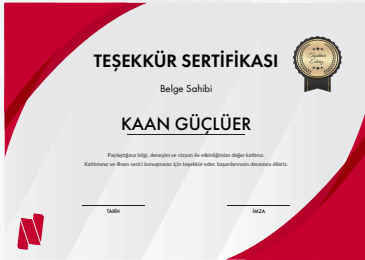 TEŞEKKÜR SERTİFİKASI
Belge Sahibi
KAAN GÜÇLÜER
Paylaştığınız bilgi, deneyim ve vizyon ile etkinliğimize değer kattınız.
Katılımınız ve ilham verici konuşmanız için teşekkür eder, başarılarınızın devamını dileriz.
TARİH
İMZA